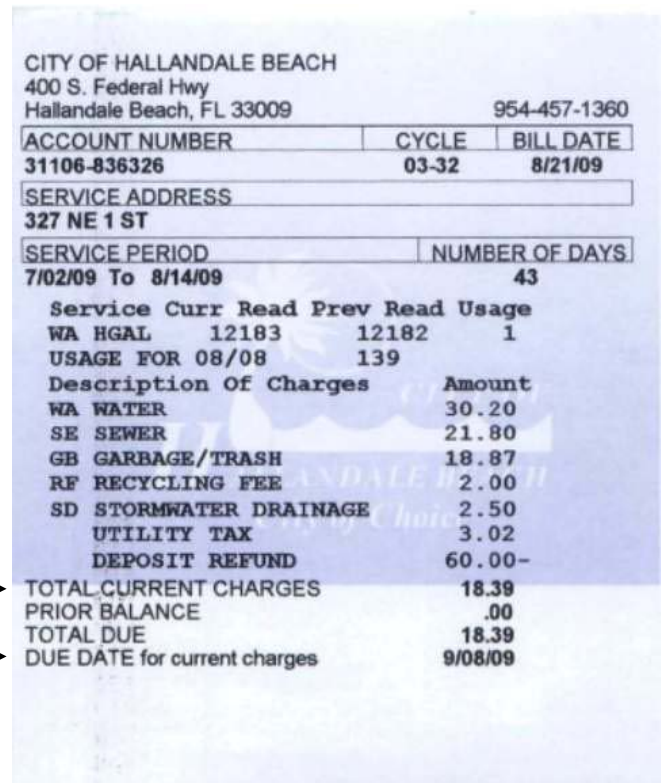 CITY OF HALLANDALE BEACH
400 S. Federal Hwy
Hallandale Beach, FL 33009 954-457-1360
ACCOUNT NUMBER CYCLE BILL DATE
31106-836326 03-32 8/21/09
SERVICE ADDRESS
327 NE 1 ST
SERVICE PERIOD NUMBER OF DAYS
7/02/09 To 8/14/09 43
Service Curr Read Prev Read Usage
WA HGAL 12183 12182 1
USAGE FOR 08/08 139
Description Of Charges Amount
WA WATER 30.20
SE SEWER 21.80
GB GARBAGE/TRASH 18.87
RF RECYCLING FEE 2.00
SD STORMWATER DRAINAGE 2.50
UTILITY TAX 3.02
DEPOSIT REFUND 60.00-
TOTAL CURRENT CHARGES 18.39
PRIOR BALANCE .00
TOTAL DUE 18.39
DUE DATE for current charges 9/08/09